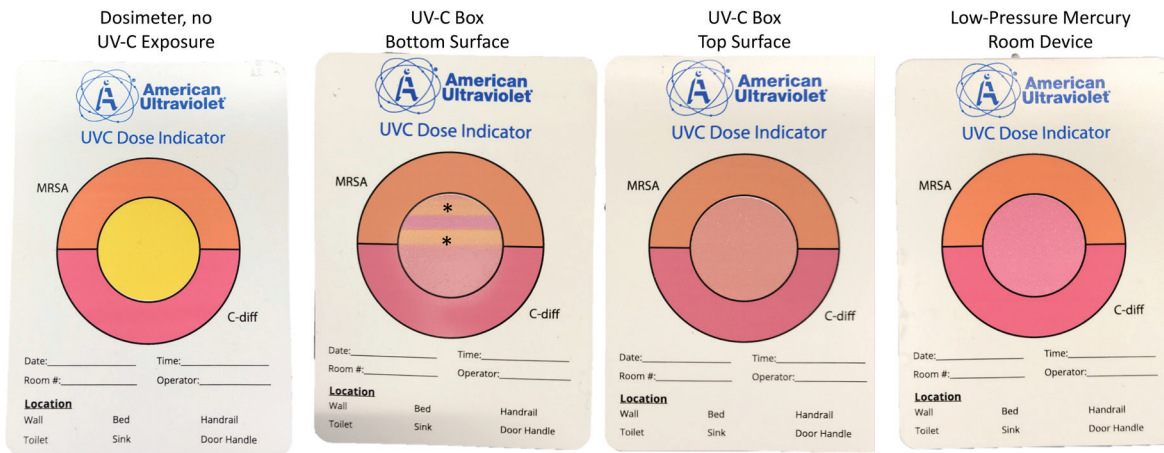 Dosimeter, no
UV-C Exposure
American
Ultraviolet
UVC Dose Indicator
MRSA
C-diff
Date: Time:
Room #: Operator:
Location
Wall Bed Handrail
Toilet Sink Door Handle
UV-C Box
Bottom Surface
American
Ultraviolet
UVC Dose Indicator
MRSA
*
*
C-diff
Date: Time:
Room #: Operator:
Location
Wall Bed Handrail
Toilet Sink Door Handle
UV-C Box
Top Surface
American
Ultraviolet
UVC Dose Indicator
MRSA
C-diff
Date: Time:
Room #: Operator:
Location
Wall Bed Handrail
Toilet Sink Door Handle
Low-Pressure Mercury
Room Device
American
Ultraviolet
UVC Dose Indicator
MRSA
C-diff
Date: Time:
Room #: Operator:
Location
Wall Bed Handrail
Toilet Sink Door Handle